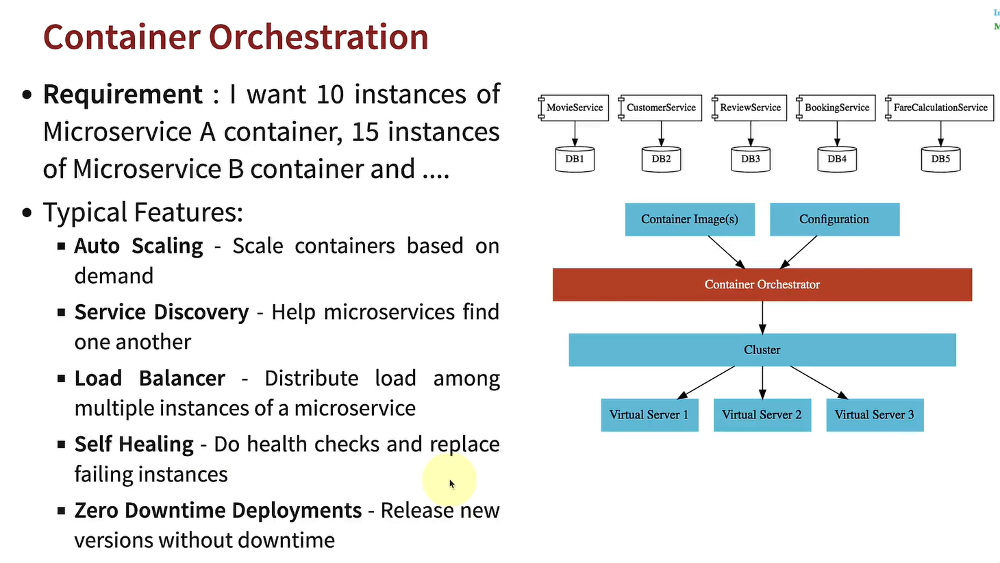 Container Orchestration
• Requirement : I want 10 instances of
Microservice A container, 15 instances
of Microservice B container and ....
• Typical Features:
▪ Auto Scaling - Scale containers based on
demand
▪ Service Discovery - Help microservices find
one another
▪ Load Balancer - Distribute load among
multiple instances of a microservice
▪ Self Healing - Do health checks and replace
failing instances
▪ Zero Downtime Deployments - Release new
versions without downtime
MovieService CustomerService ReviewService BookingService FareCalculationService
DB1 DB2 DB3 DB4 DB5
Container Image(s) Configuration
Container Orchestrator
Cluster
Virtual Server 1 Virtual Server 2 Virtual Server 3